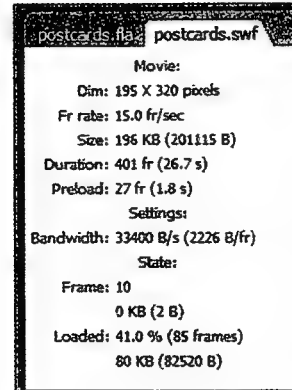 postcards.fla postcards.swf
Movie:
Dim: 195 X 320 pixels
Fr rate: 15.0 fr/sec
Size: 196 KB (201115 B)
Duration: 401 fr (26.7 s)
Preload: 27 fr (1.8 s)
Settings:
Bandwidth: 33400 B/s (2226 B/fr)
State:
Frame: 10
0 KB (2 B)
Loaded: 41.0 % (85 frames)
80 KB (82520 B)